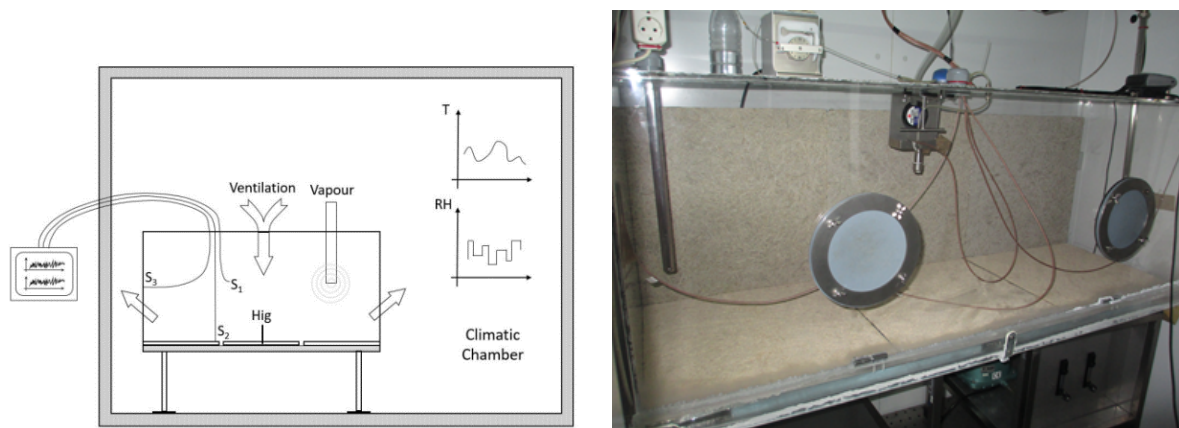 T
Ventilation
Vapour
RH
S3
S1
S2
Hig
Climatic
Chamber